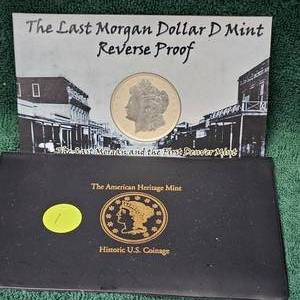 The Last Morgan Dollar D Mint
Reverse Proof
The Last Morgan and the First Denver Mint
The American Heritage Mint
1
Historic U.S. Coinage